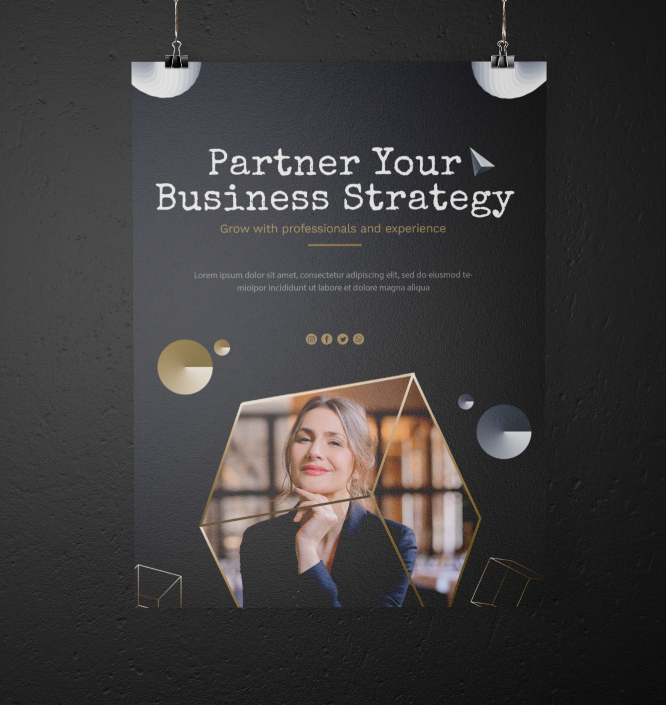 Partner Your
Business Strategy
Grow with professionals and experience
Lorem ipsum dolor sit amet, consectetur adipiscing elit, sed do eiusmod te-
mioipor incididunt ut labore et dolore magna aliqua